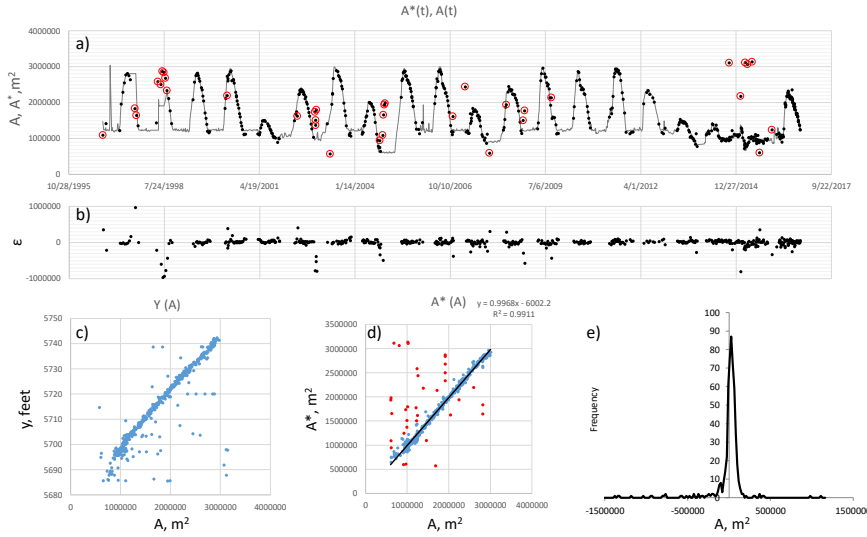 A*(t), A(t)
a)
A, A*, m²
4000000
3000000
2000000
1000000
0
10/28/1995 7/24/1998 4/19/2001 1/14/2004 10/10/2006 7/6/2009 4/1/2012 12/27/2014 9/22/2017
b)
ε
1000000
0
-1000000
Y (A)
c)
y, feet
5750
5740
5730
5720
5710
5700
5690
5680
0 1000000 2000000 3000000 4000000
A, m²
A* (A)
y = 0.9968x - 6002.2
R² = 0.9911
d)
A*, m²
3500000
3000000
2500000
2000000
1500000
1000000
500000
0
0 1000000 2000000 3000000 4000000
A, m²
e)
Frequency
100
90
80
70
60
50
40
30
20
10
0
-1500000 -500000 500000 1500000
A, m²